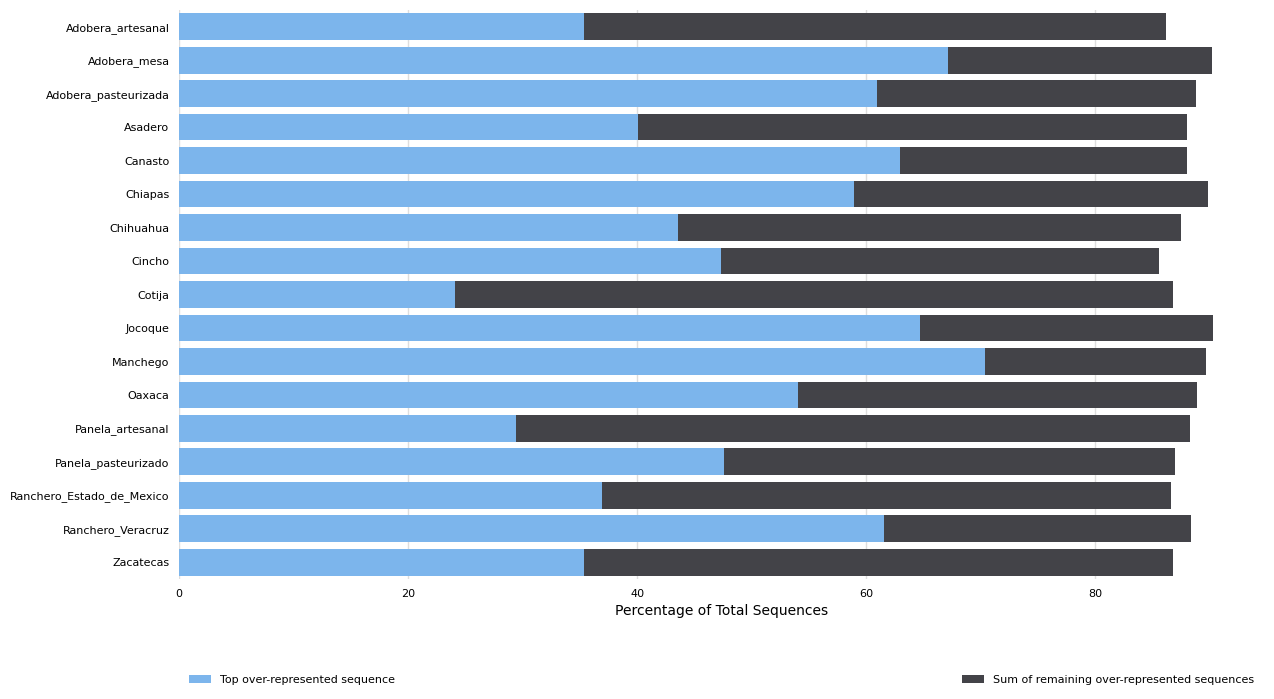 Adobera_artesanal
Adobera_mesa
Adobera_pasteurizada
Asadero
Canasto
Chiapas
Chihuahua
Cincho
Cotija
Jocoque
Manchego
Oaxaca
Panela_artesanal
Panela_pasteurizado
Ranchero_Estado_de_Mexico
Ranchero_Veracruz
Zacatecas
0 20 40 60 80
Percentage of Total Sequences
Top over-represented sequence Sum of remaining over-represented sequences